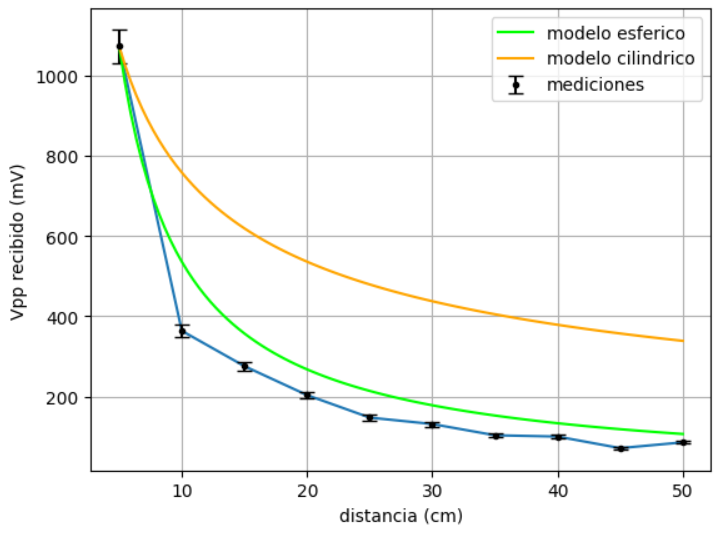 modelo esferico
modelo cilindrico
mediciones
Vpp recibido (mV)
1000
800
600
400
200
10 20 30 40 50
distancia (cm)